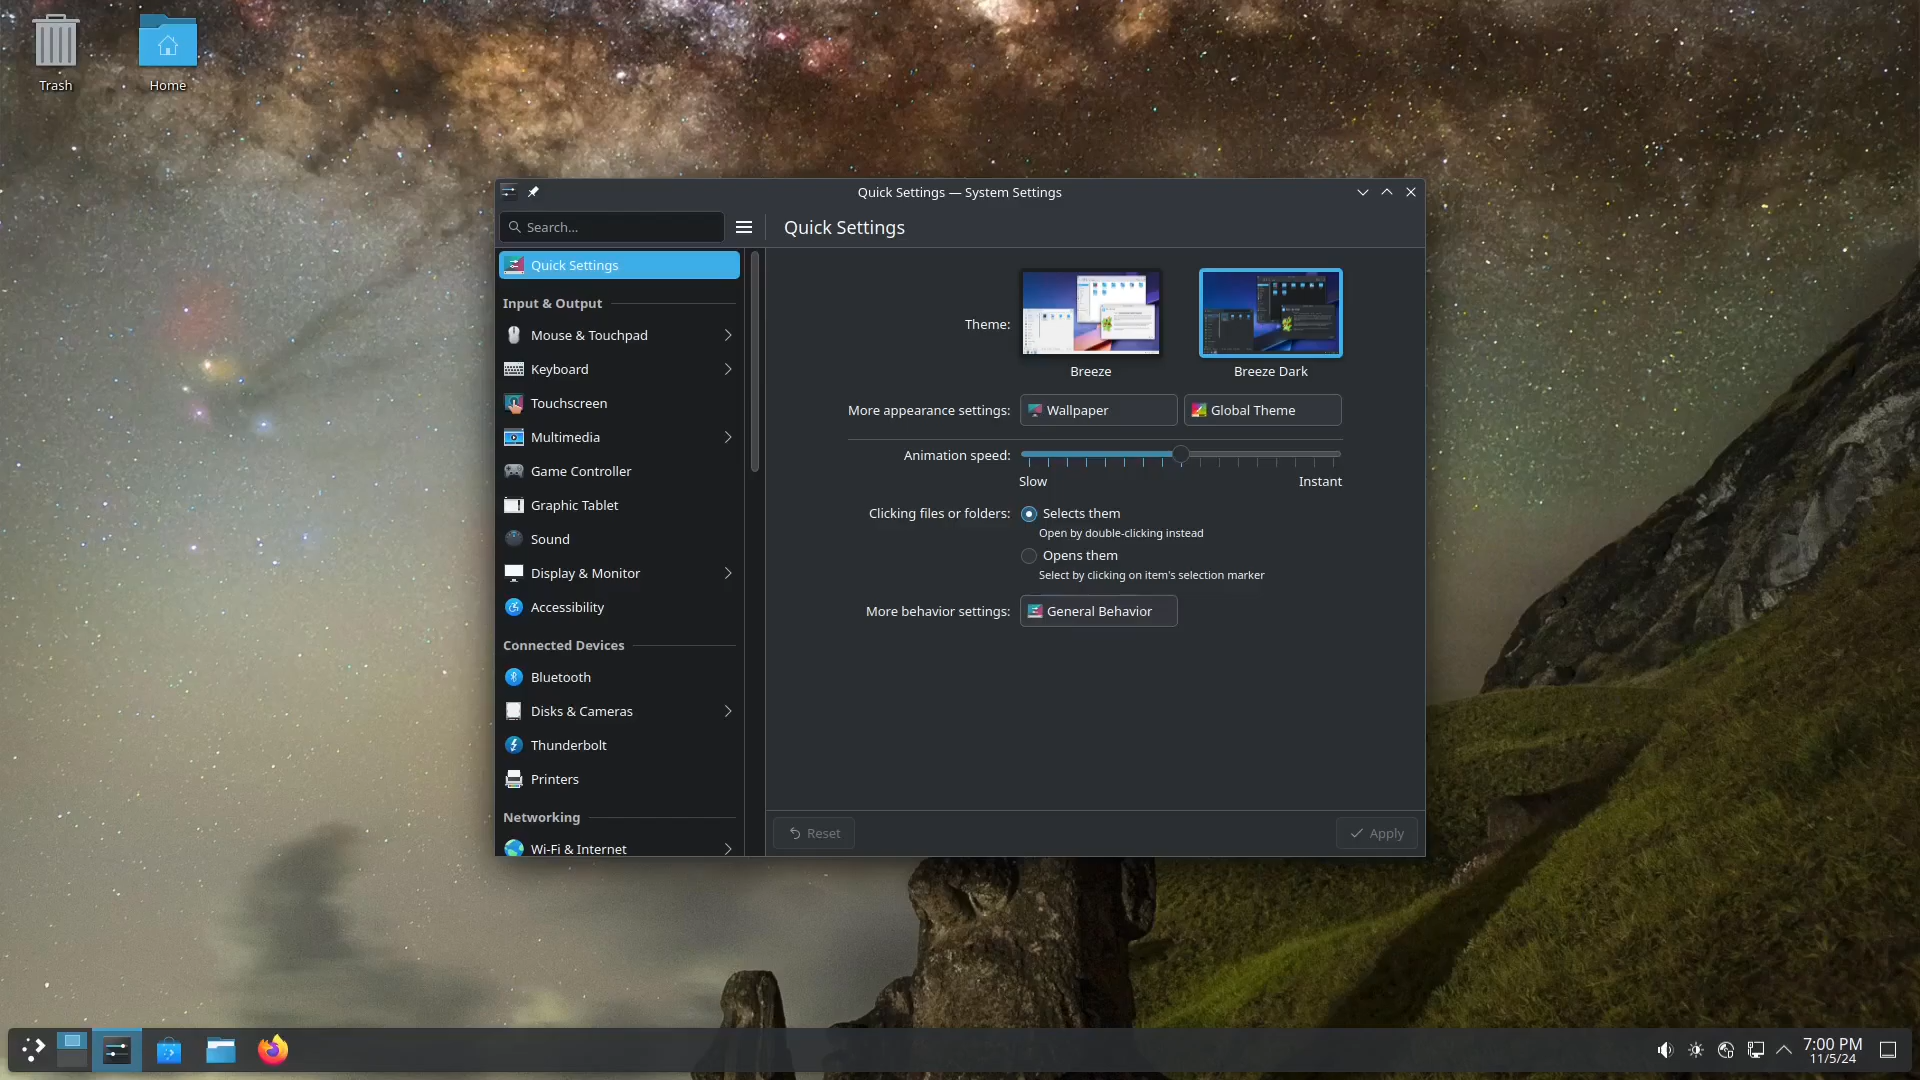 Trash
Home
Quick Settings — System Settings
Search...
Quick Settings
Quick Settings
Input & Output
Mouse & Touchpad
Keyboard
Touchscreen
Multimedia
Game Controller
Graphic Tablet
Sound
Display & Monitor
Accessibility
Connected Devices
Bluetooth
Disks & Cameras
Thunderbolt
Printers
Networking
Wi-Fi & Internet
Theme:
Breeze
Breeze Dark
More appearance settings:
Wallpaper
Global Theme
Animation speed:
Slow
Instant
Clicking files or folders:
Selects them
Open by double-clicking instead
Opens them
Select by clicking on item's selection marker
More behavior settings:
General Behavior
Reset
Apply
7:00 PM
11/5/24